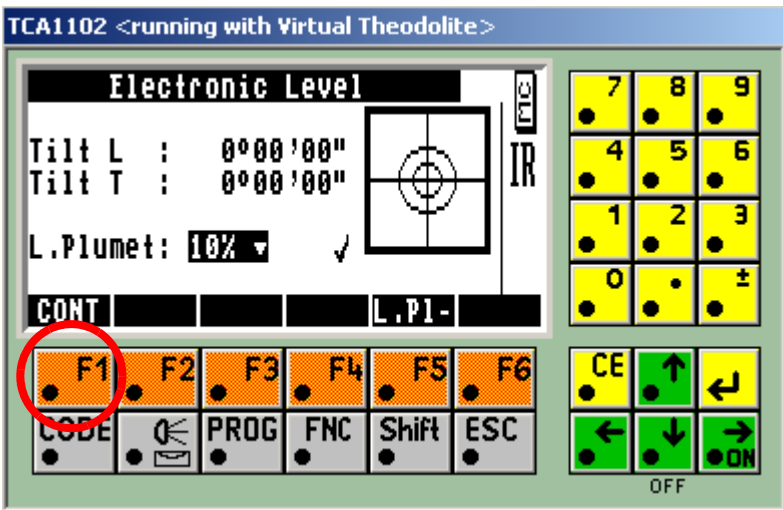 TCA1102 <running with Virtual Theodolite>
Electronic Level
mc
IR
Tilt L : 0°00'00"
Tilt T : 0°00'00"
L.Plumet: 10% ▼ ✓
CONT L.Pl-
7 8 9
4 5 6
1 2 3
0 • ±
F1 F2 F3 F4 F5 F6
CE ↑ ↵
CODE PROG FNC Shift ESC
← ↓ → ON
OFF